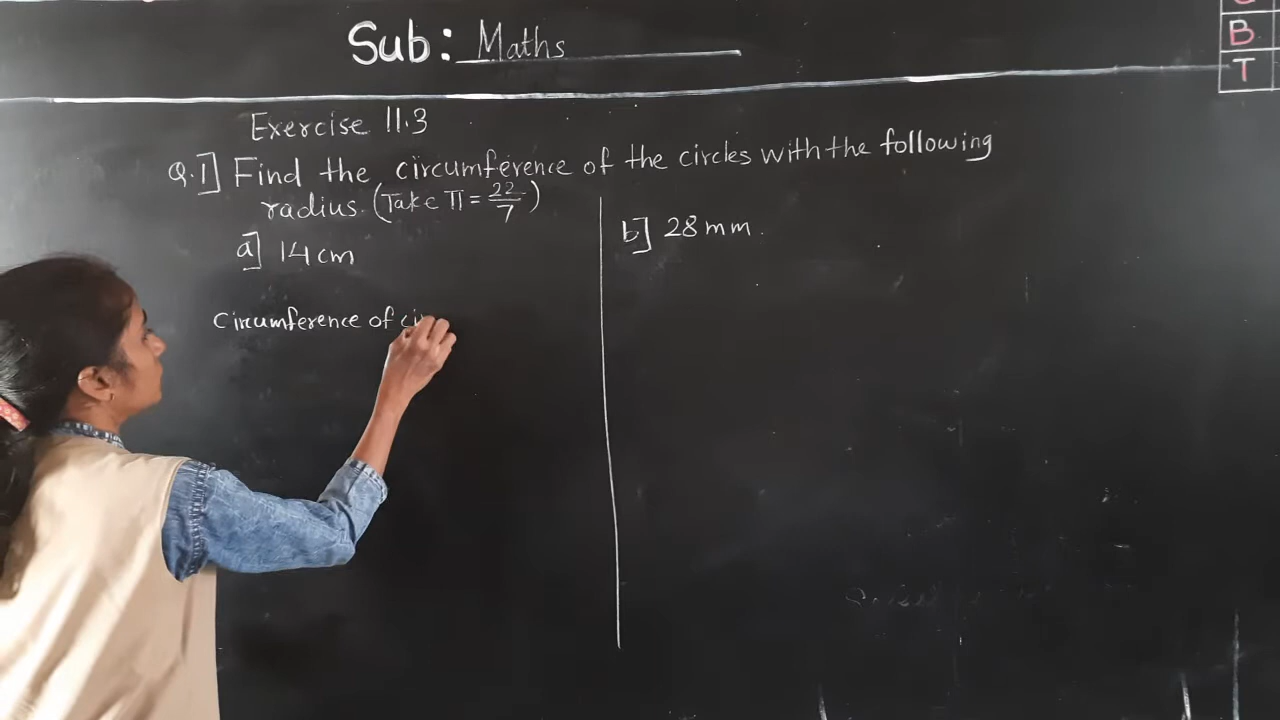 Sub: Maths
B
T
Exercise 11.3
Q.1] Find the circumference of the circles with the following
radius. (Take π = 22/7)
a] 14 cm
b] 28 mm.
Circumference of